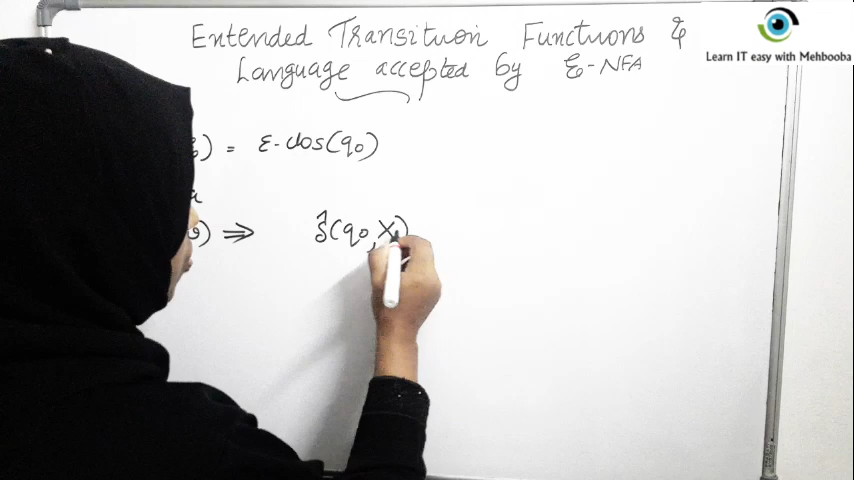 Extended Transition Functions &
Learn IT easy with Mehbooba
Language accepted by ε-NFA
) = ε-clos(q0)
) ⇒ δ̂(q0, X)